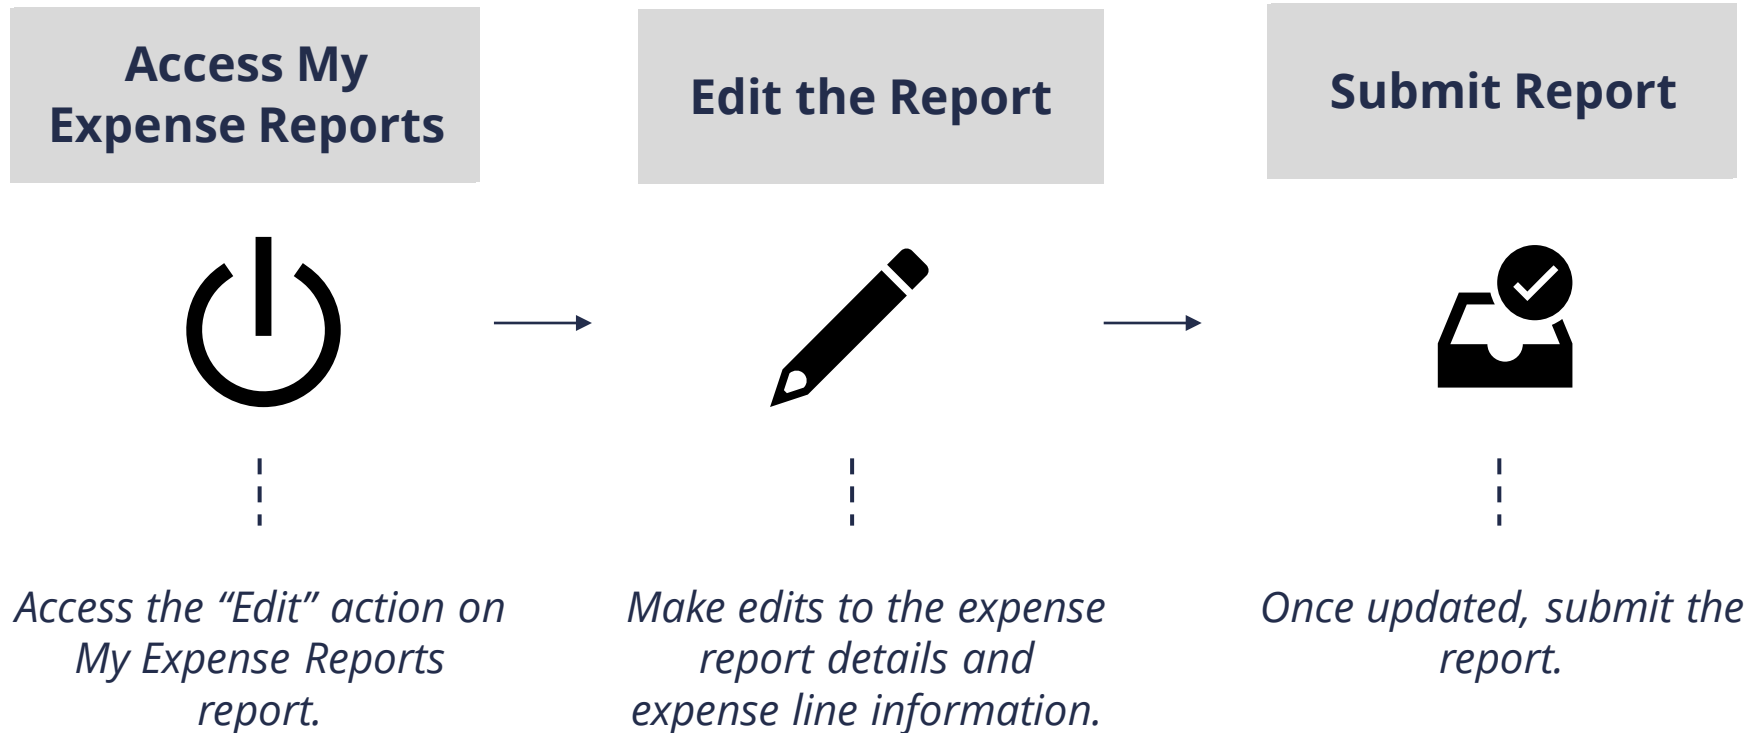 Access My
Expense Reports
Edit the Report
Submit Report
Access the “Edit” action on
My Expense Reports
report.
Make edits to the expense
report details and
expense line information.
Once updated, submit the
report.